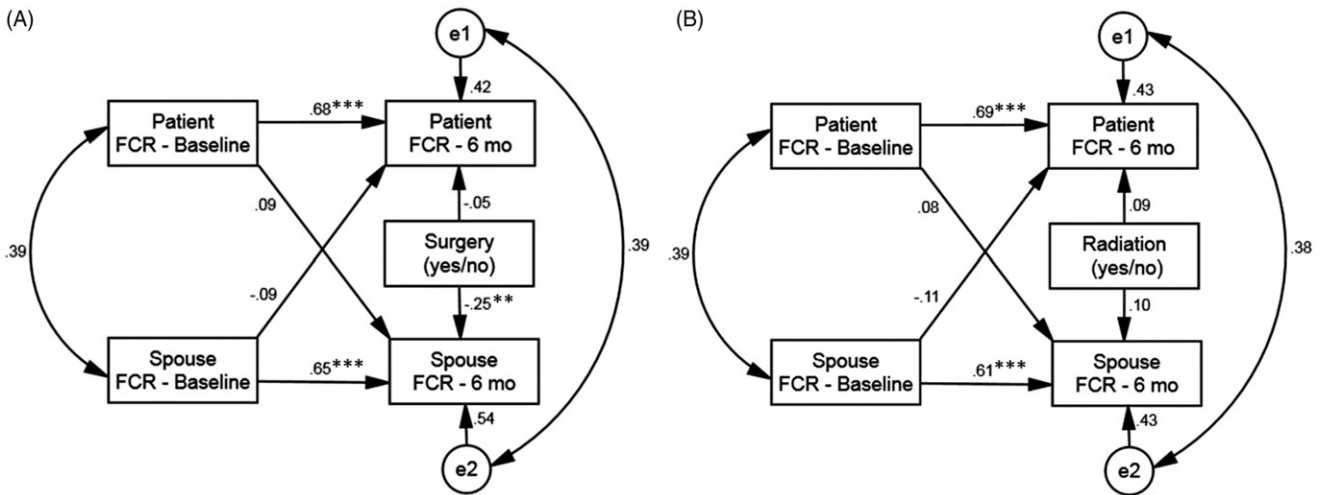 (A)
e1
.42
.68***
Patient
FCR - Baseline
Patient
FCR - 6 mo
.09
-.05
Surgery
(yes/no)
.39
.39
-.09
-.25**
Spouse
FCR - Baseline
.65***
Spouse
FCR - 6 mo
.54
e2
(B)
e1
.43
.69***
Patient
FCR - Baseline
Patient
FCR - 6 mo
.08
.09
Radiation
(yes/no)
.39
.38
-.11
.10
Spouse
FCR - Baseline
.61***
Spouse
FCR - 6 mo
.43
e2